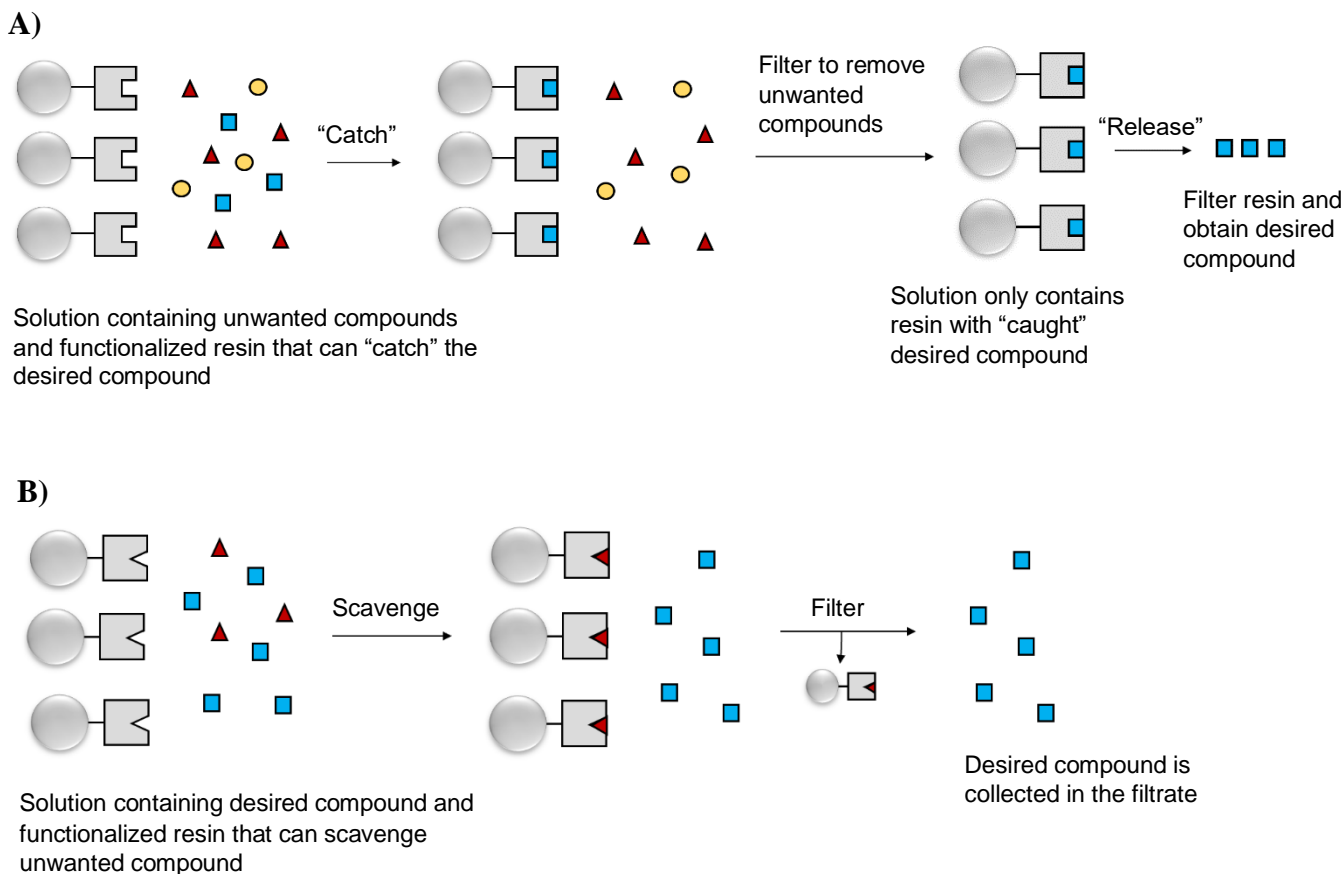 A)
“Catch”
Filter to remove
unwanted
compounds
“Release”
Filter resin and
obtain desired
compound
Solution containing unwanted compounds
and functionalized resin that can “catch” the
desired compound
Solution only contains
resin with “caught”
desired compound
B)
Scavenge
Filter
Solution containing desired compound and
functionalized resin that can scavenge
unwanted compound
Desired compound is
collected in the filtrate